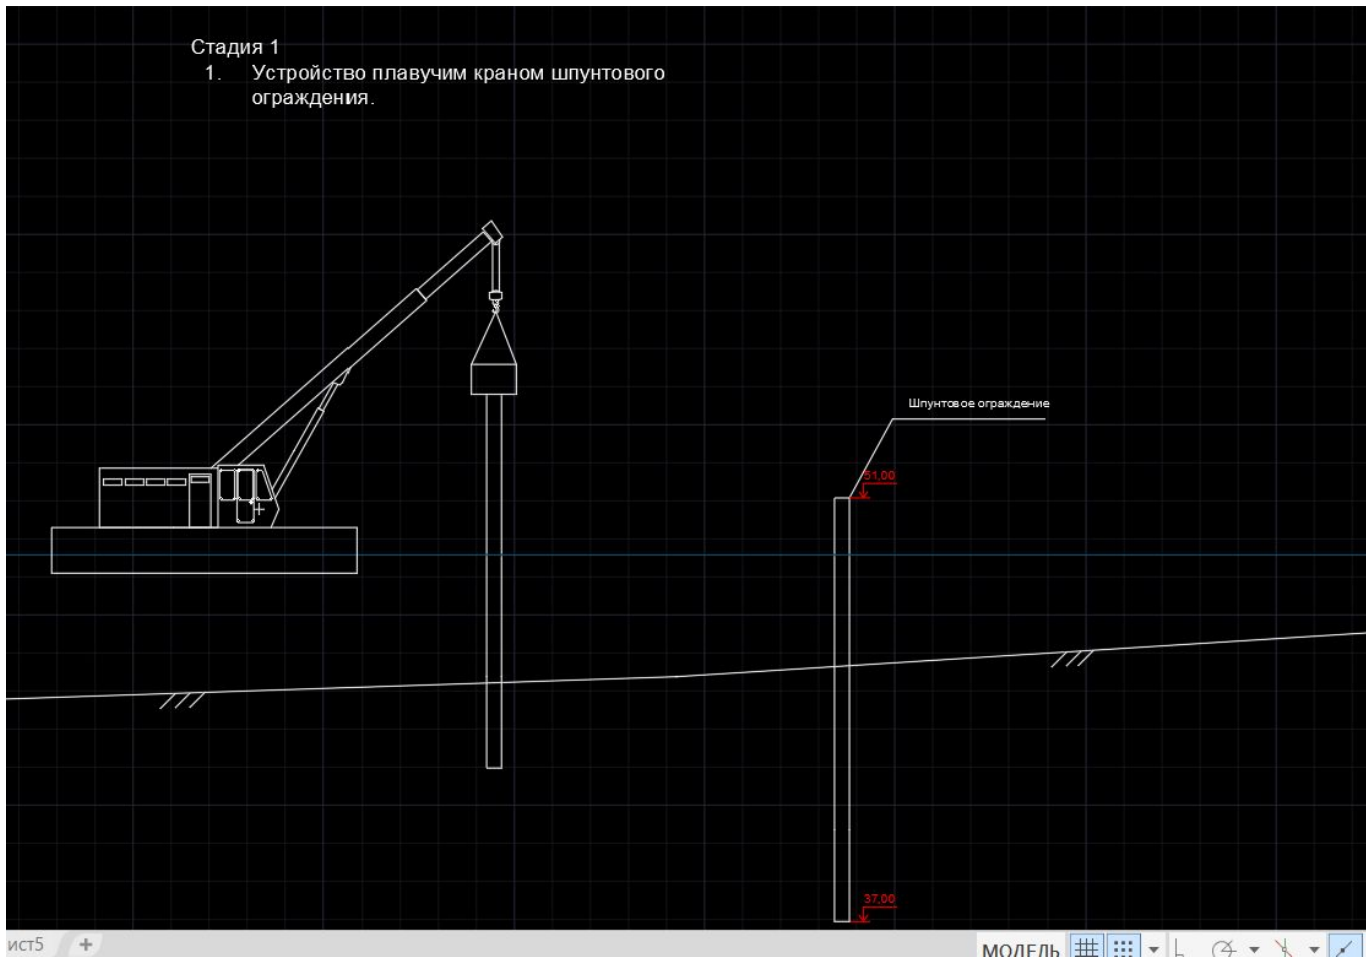 Стадия 1
1. Устройство плавучим краном шпунтового
ограждения.
Шпунтовое ограждение
51,00
37,00
ист5 +
МОДЕЛЬ